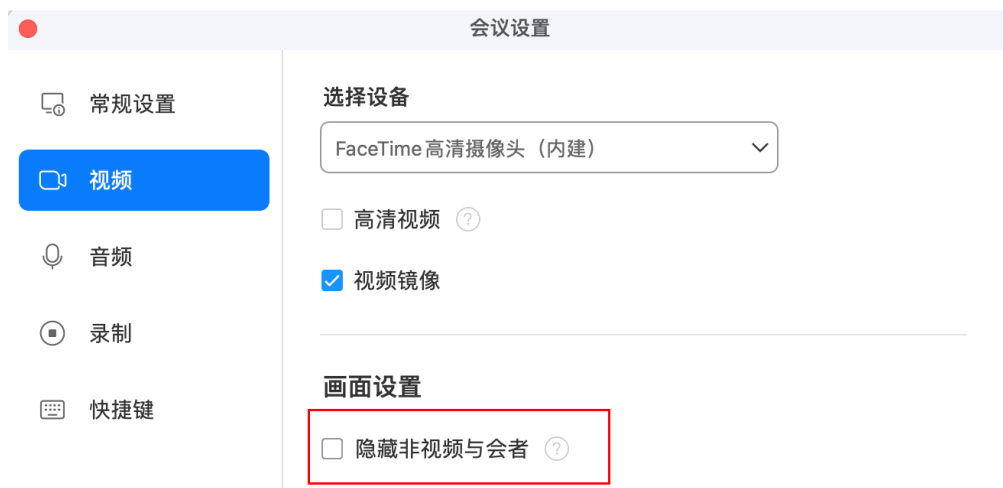 会议设置
常规设置
视频
音频
录制
快捷键
选择设备
FaceTime高清摄像头（内建）
高清视频 ?
视频镜像
画面设置
隐藏非视频与会者 ?